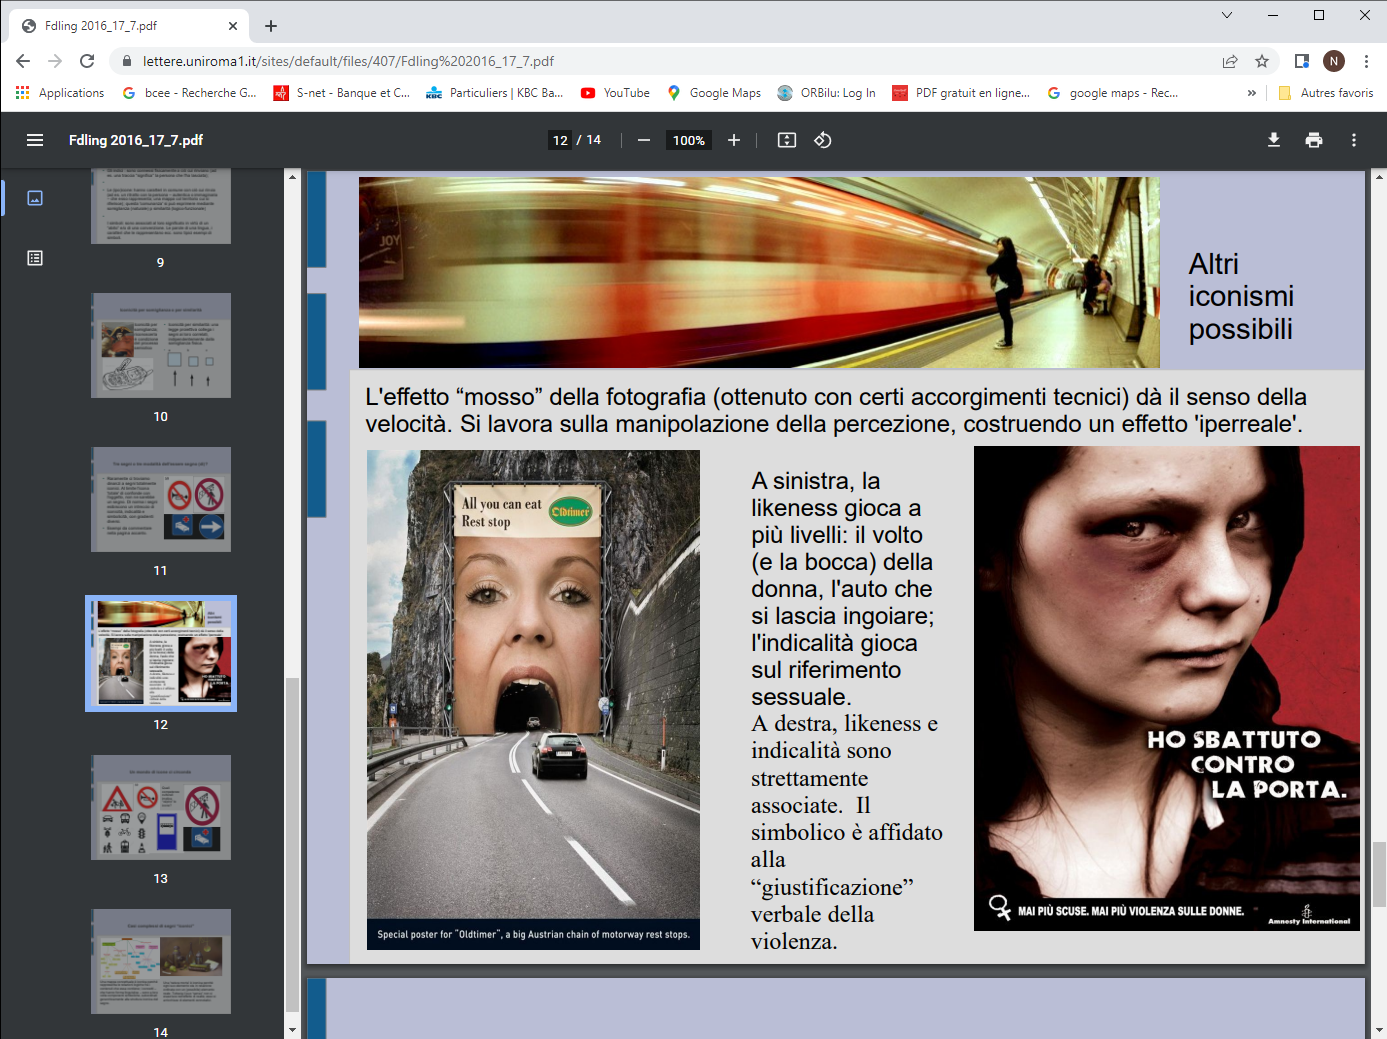 Fdling 2016_17_7.pdf
lettere.uniroma1.it/sites/default/files/407/Fdling%202016_17_7.pdf
N
Applications
bcee - Recherche G...
S-net - Banque et C...
KBC
Particuliers | KBC Ba...
YouTube
Google Maps
ORBilu: Log In
PDF gratuit en ligne...
google maps - Rec...
»
Autres favoris
Fdling 2016_17_7.pdf
12 / 14
100%
9
10
11
12
13
14
JOY
Altri
iconismi
possibili
L'effetto “mosso” della fotografia (ottenuto con certi accorgimenti tecnici) dà il senso della
velocità. Si lavora sulla manipolazione della percezione, costruendo un effetto 'iperreale'.
All you can eat
Rest stop
Oldtimer
Special poster for "Oldtimer", a big Austrian chain of motorway rest stops.
A sinistra, la
likeness gioca a
più livelli: il volto
(e la bocca) della
donna, l'auto che
si lascia ingoiare;
l'indicalità gioca
sul riferimento
sessuale.
A destra, likeness e
indicalità sono
strettamente
associate. Il
simbolico è affidato
alla
“giustificazione”
verbale della
violenza.
HO SBATTUTO
CONTRO
LA PORTA.
MAI PIÙ SCUSE. MAI PIÙ VIOLENZA SULLE DONNE.
Amnesty International